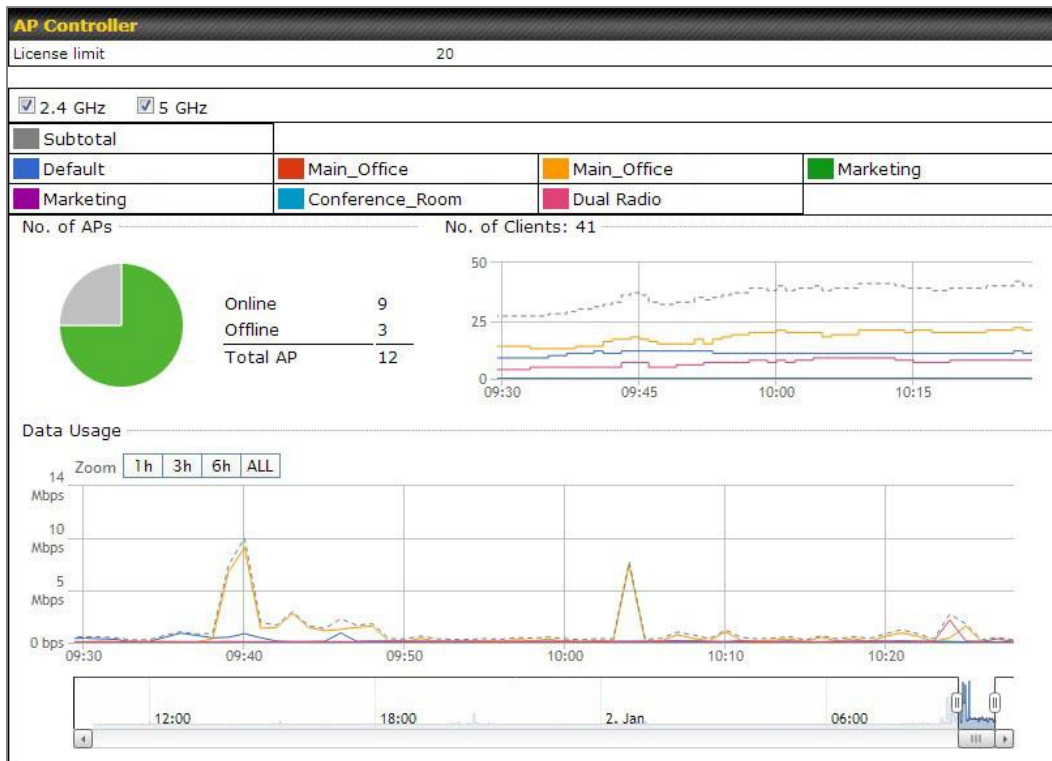 AP Controller
License limit 20
2.4 GHz 5 GHz
Subtotal
Default Main_Office Main_Office Marketing
Marketing Conference_Room Dual Radio
No. of APs No. of Clients: 41
50
Online 9
Offline 3
25
Total AP 12
0
09:30 09:45 10:00 10:15
Data Usage
Zoom 1h 3h 6h ALL
14
Mbps
10
Mbps
5
Mbps
0 bps
09:30 09:40 09:50 10:00 10:10 10:20
12:00 18:00 2. Jan 06:00